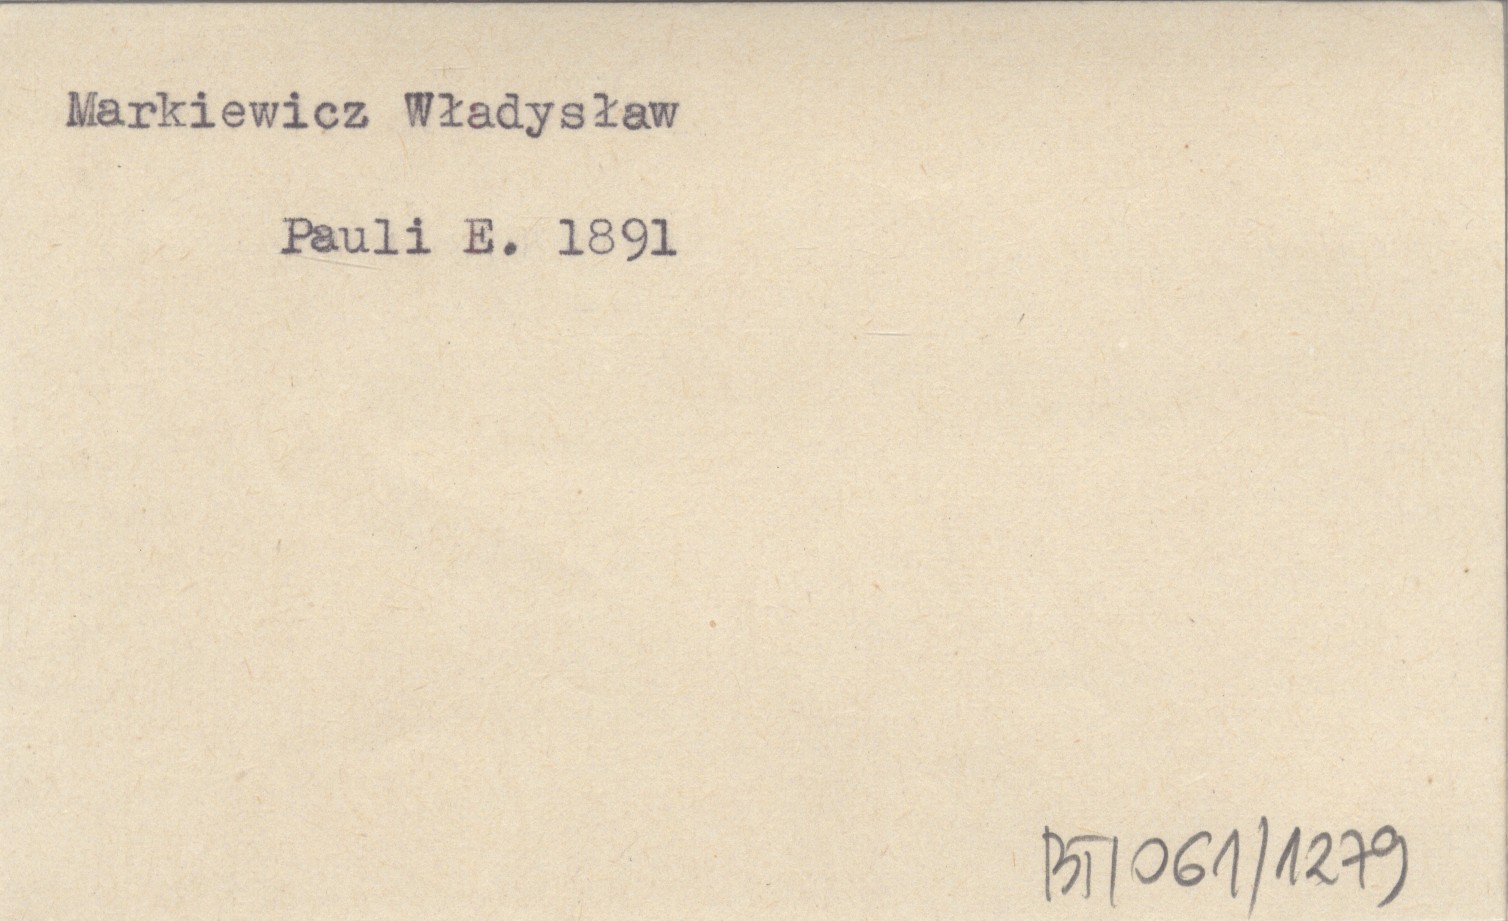 Markiewicz Władysław
Pauli E. 1891
BT/061/1279